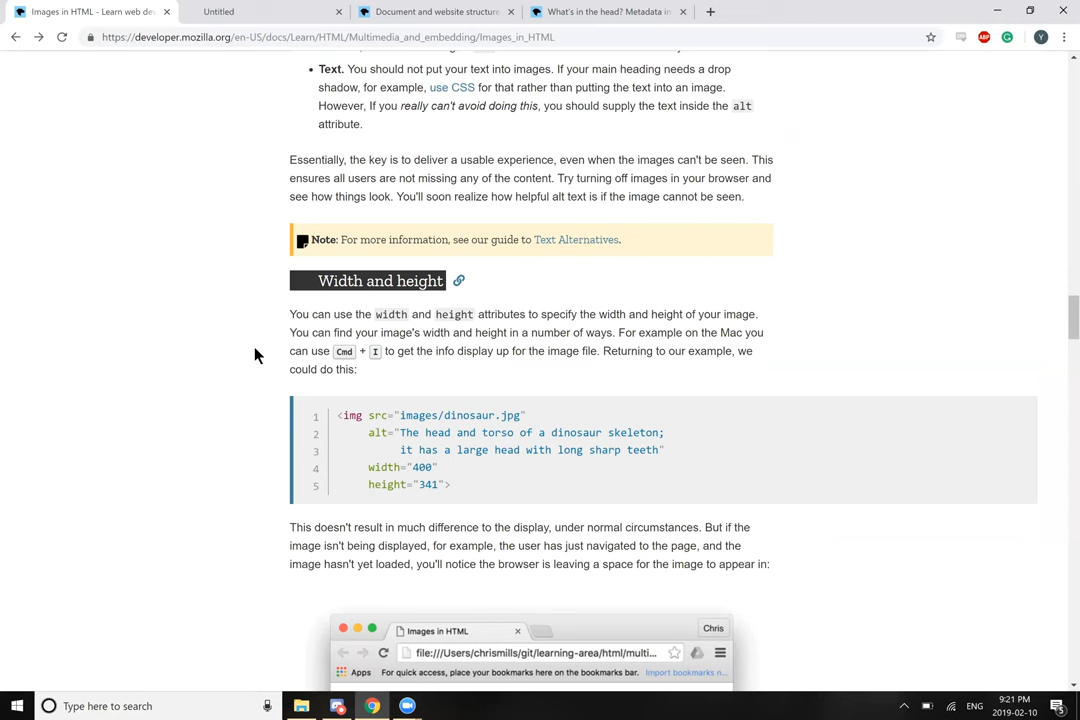 Images in HTML - Learn web dev
Untitled
Document and website structure
What's in the head? Metadata in
https://developer.mozilla.org/en-US/docs/Learn/HTML/Multimedia_and_embedding/Images_in_HTML
ABP
G
Y
• Text. You should not put your text into images. If your main heading needs a drop
shadow, for example, use CSS for that rather than putting the text into an image.
However, If you really can't avoid doing this, you should supply the text inside the alt
attribute.
Essentially, the key is to deliver a usable experience, even when the images can't be seen. This
ensures all users are not missing any of the content. Try turning off images in your browser and
see how things look. You'll soon realize how helpful alt text is if the image cannot be seen.
Note: For more information, see our guide to Text Alternatives.
Width and height
You can use the width and height attributes to specify the width and height of your image.
You can find your image's width and height in a number of ways. For example on the Mac you
can use Cmd + I to get the info display up for the image file. Returning to our example, we
could do this:
1 <img src="images/dinosaur.jpg"
2 alt="The head and torso of a dinosaur skeleton;
3 it has a large head with long sharp teeth"
4 width="400"
5 height="341">
This doesn't result in much difference to the display, under normal circumstances. But if the
image isn't being displayed, for example, the user has just navigated to the page, and the
image hasn't yet loaded, you'll notice the browser is leaving a space for the image to appear in:
Images in HTML
Chris
file:///Users/chrismills/git/learning-area/html/multi...
Apps For quick access, place your bookmarks here on the bookmarks bar. Import bookmarks n...
Type here to search
ENG
9:21 PM
2019-02-10
5